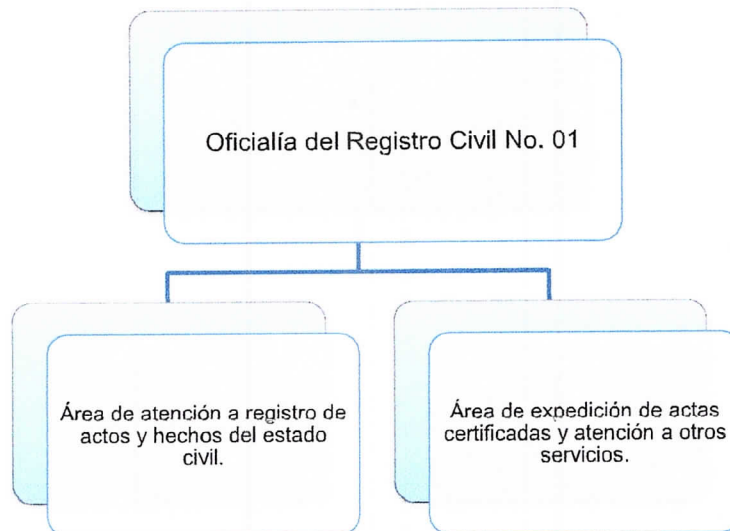 Oficialía del Registro Civil No. 01
Área de atención a registro de
actos y hechos del estado
civil.
Área de expedición de actas
certificadas y atención a otros
servicios.